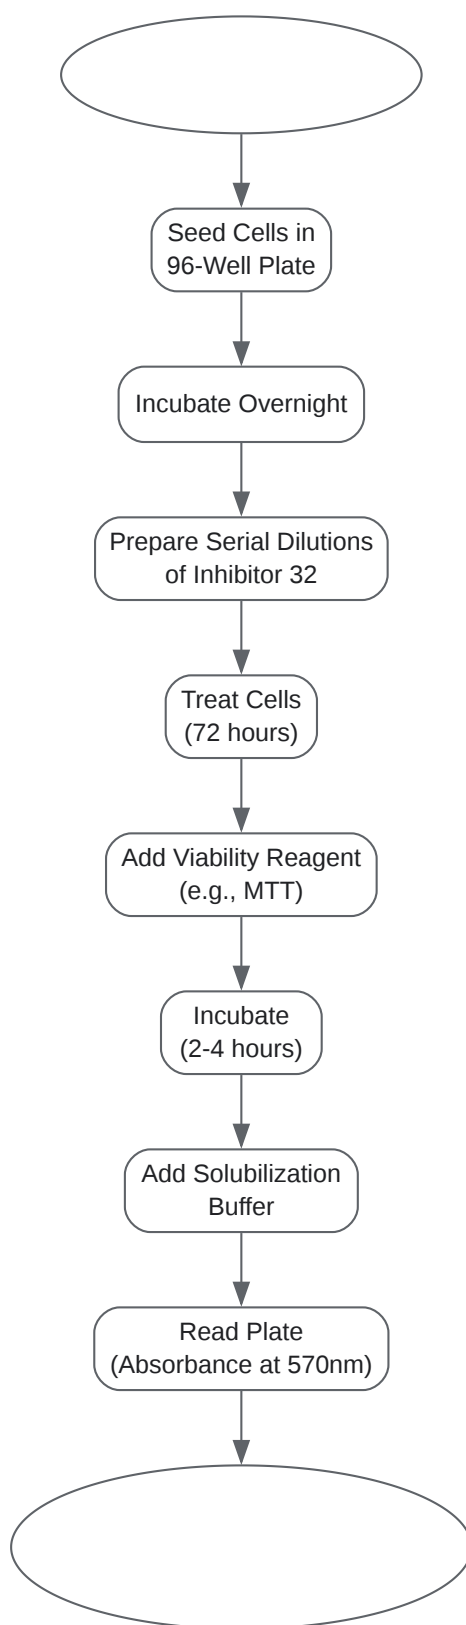 Seed Cells in
96-Well Plate
Incubate Overnight
Prepare Serial Dilutions
of Inhibitor 32
Treat Cells
(72 hours)
Add Viability Reagent
(e.g., MTT)
Incubate
(2-4 hours)
Add Solubilization
Buffer
Read Plate
(Absorbance at 570nm)